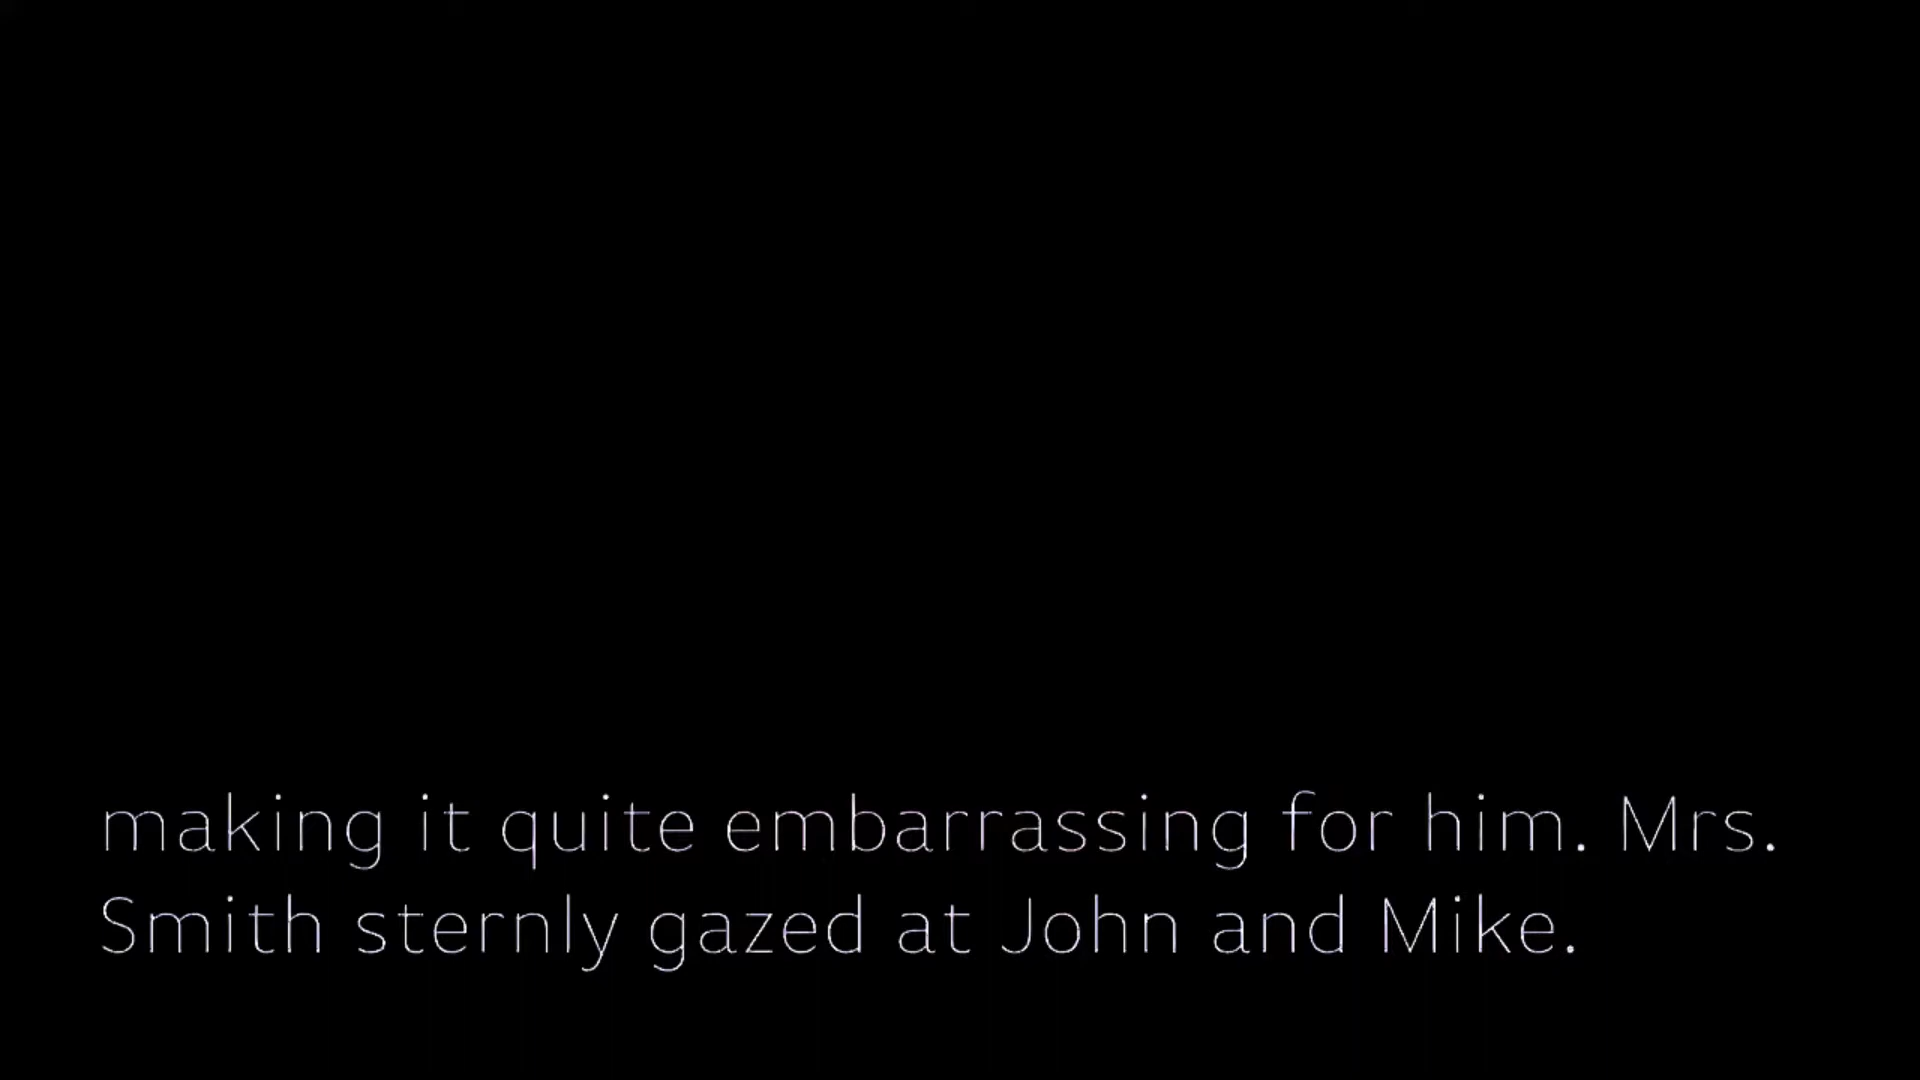 making it quite embarrassing for him. Mrs.
Smith sternly gazed at John and Mike.